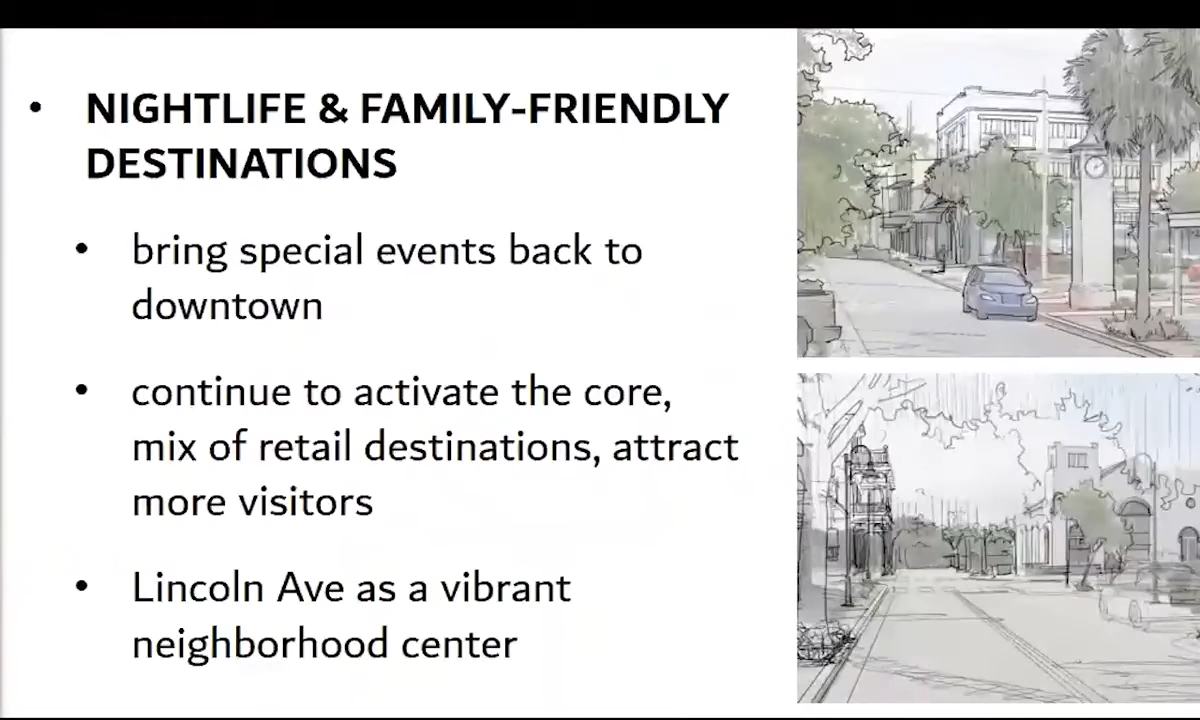 • NIGHTLIFE & FAMILY-FRIENDLY
DESTINATIONS
• bring special events back to
downtown
• continue to activate the core,
mix of retail destinations, attract
more visitors
• Lincoln Ave as a vibrant
neighborhood center